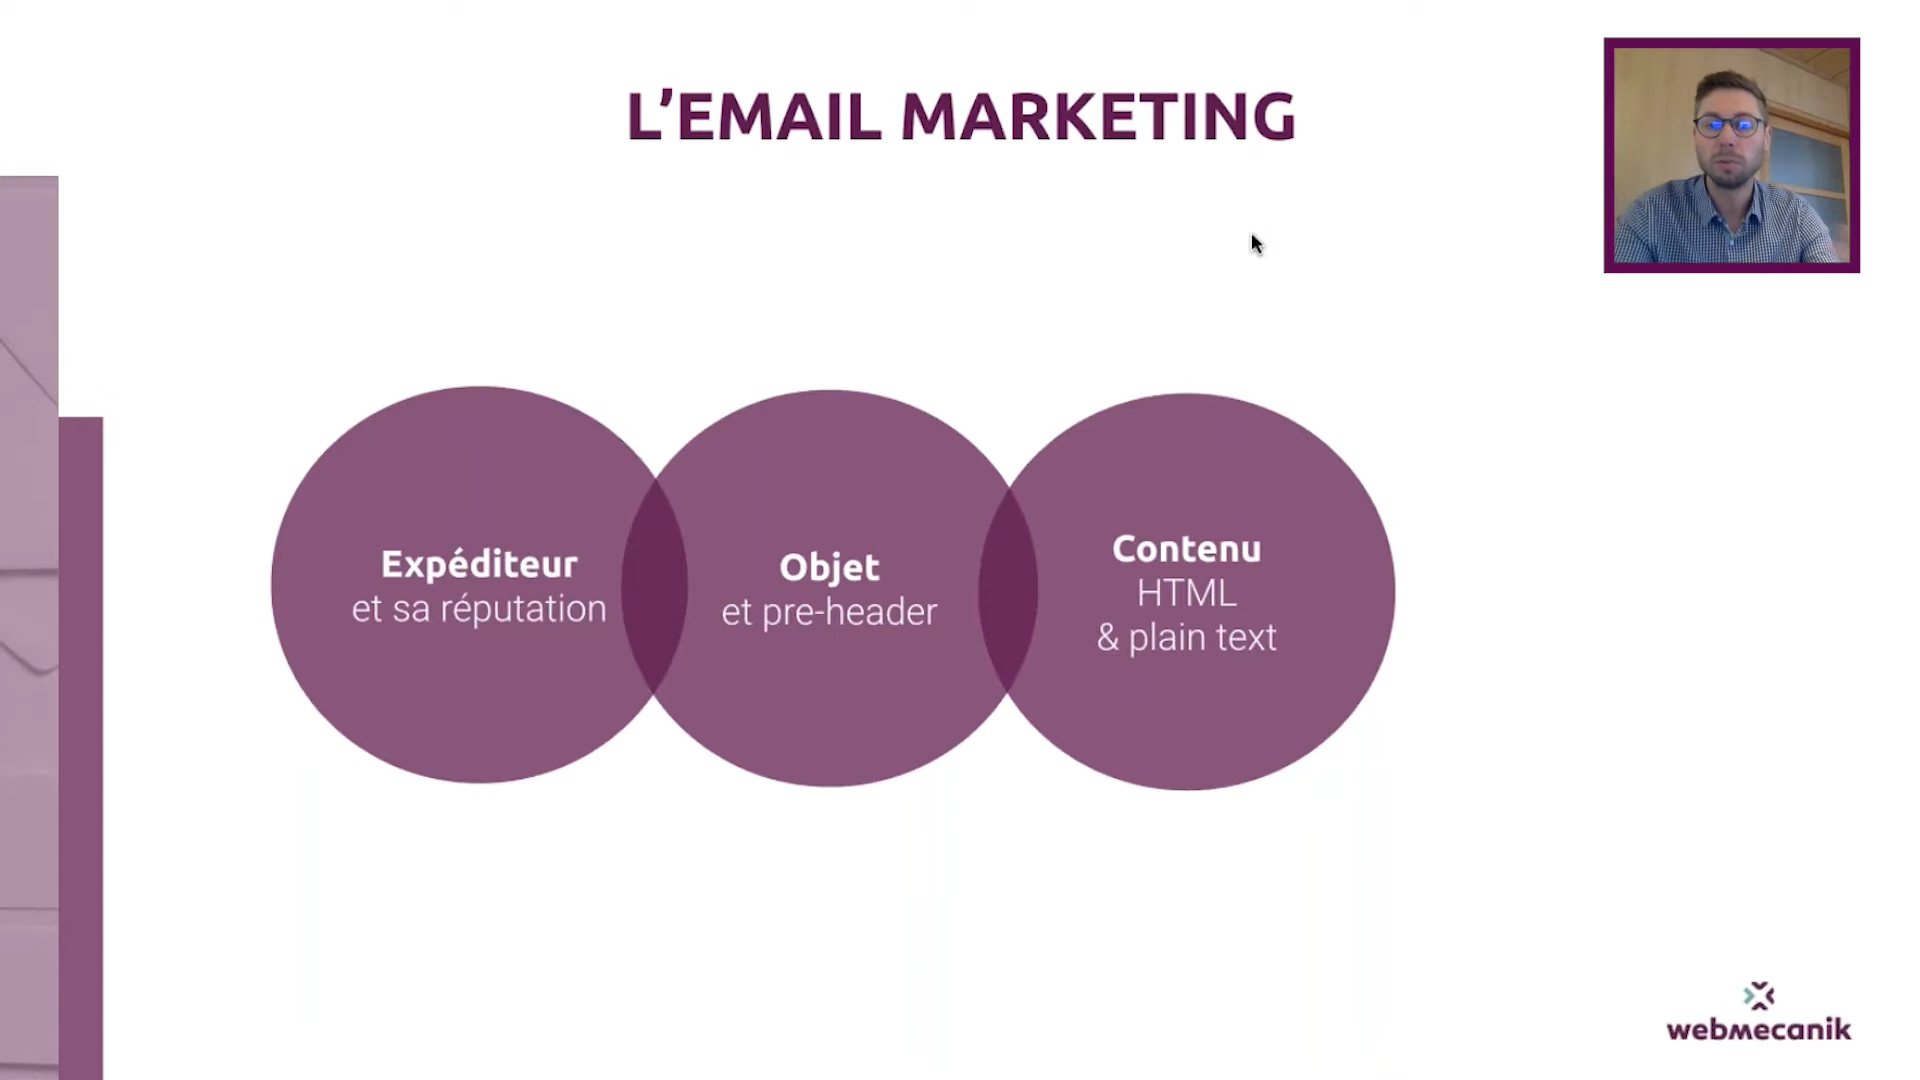 L’EMAIL MARKETING
Expéditeur
et sa réputation
Objet
et pre-header
Contenu
HTML
& plain text
webmecanik